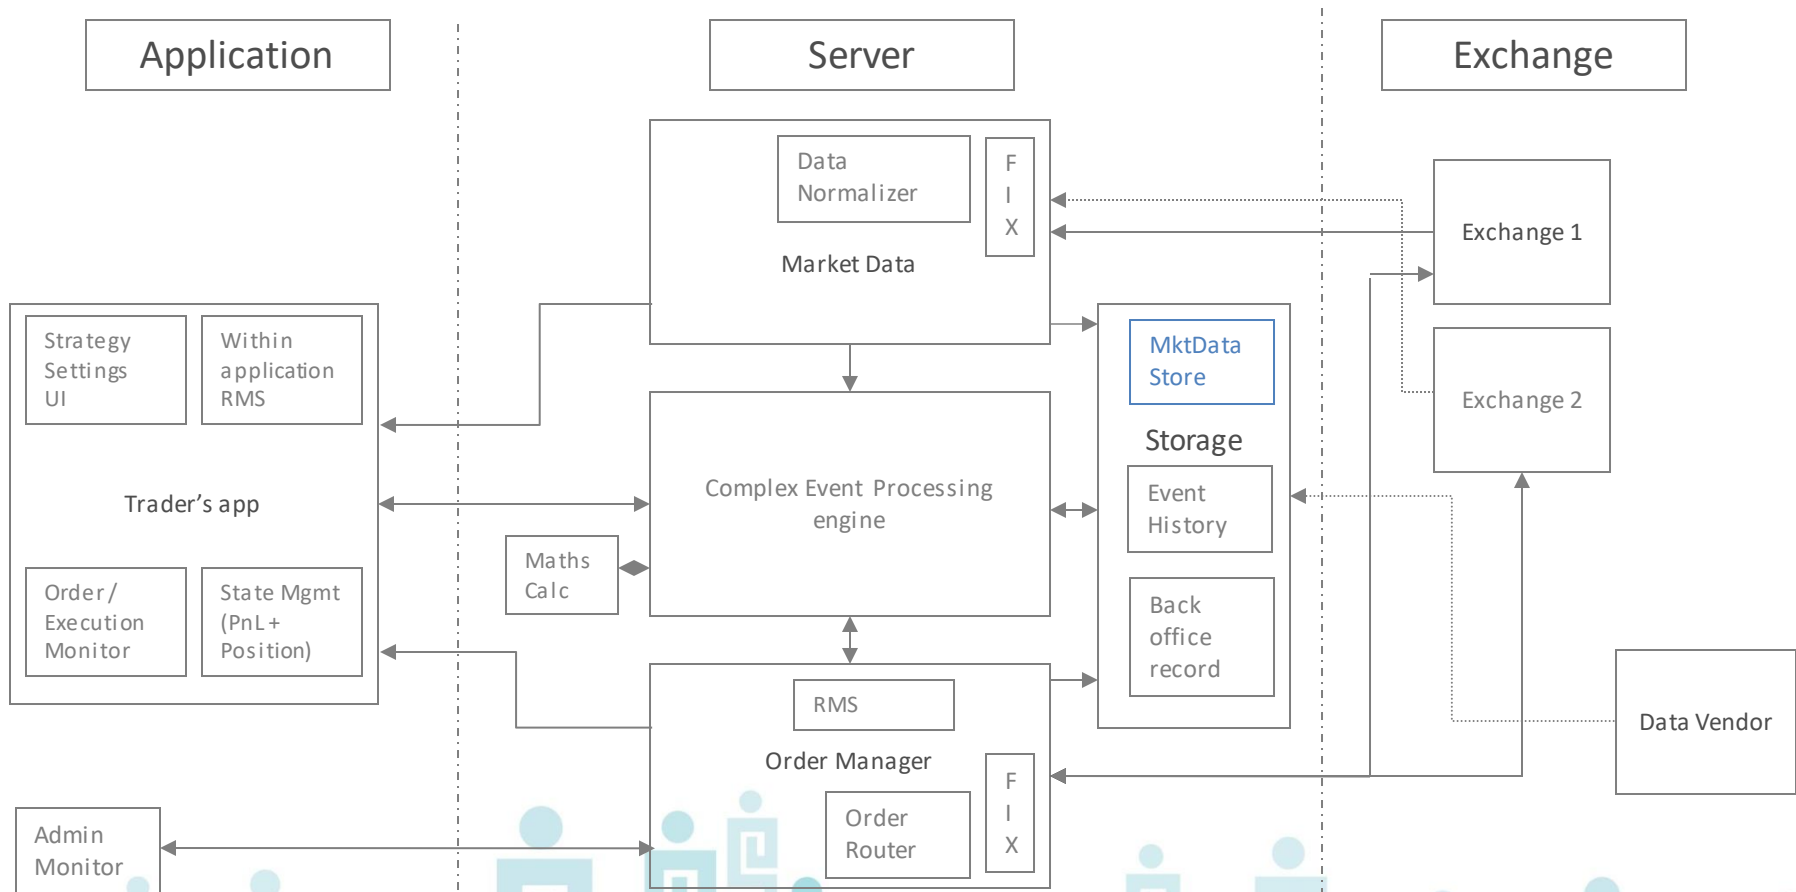 Application
Server
Exchange
Data
Normalizer
F
I
X
Market Data
Exchange 1
Strategy
Settings
UI
Within
application
RMS
MktData
Store
Exchange 2
Storage
Trader's app
Complex Event Processing
engine
Event
History
Maths
Calc
Order/
Execution
Monitor
State Mgmt
(PnL+
Position)
Back
office
record
RMS
Data Vendor
Order Manager
F
I
X
Order
Router
Admin
Monitor